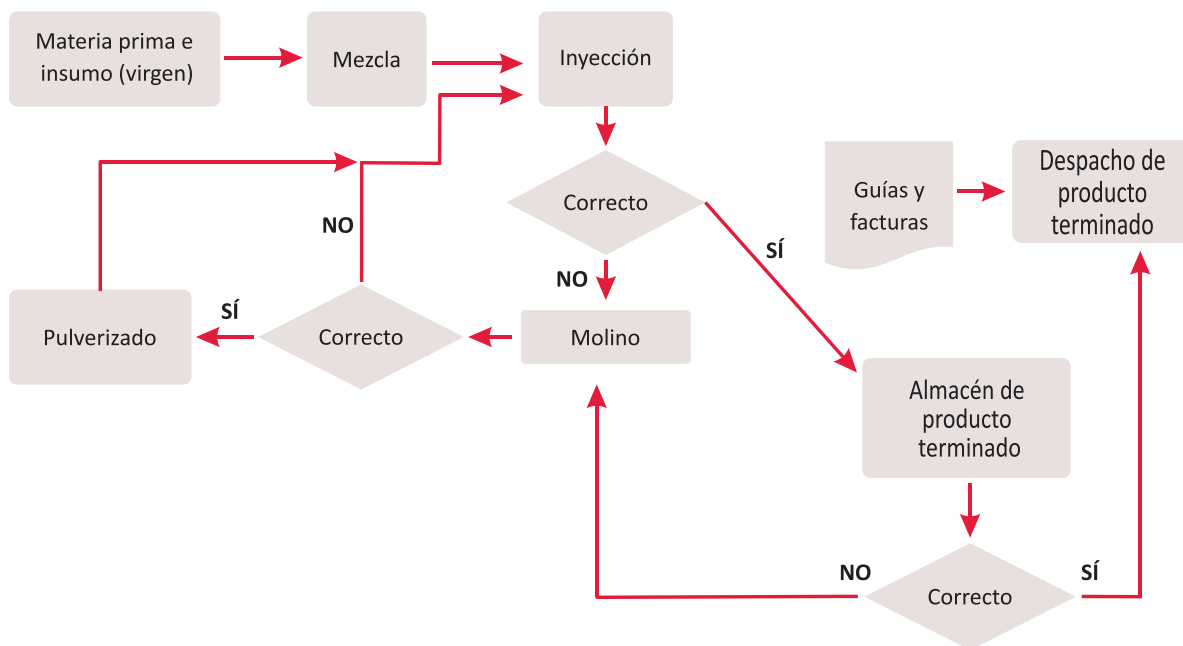 Materia prima e
insumo (virgen)
Mezcla
Inyección
Correcto
Guías y
facturas
Despacho de
producto
terminado
NO
SÍ
NO
SÍ
Pulverizado
Correcto
Molino
Almacén de
producto
terminado
NO
SÍ
Correcto